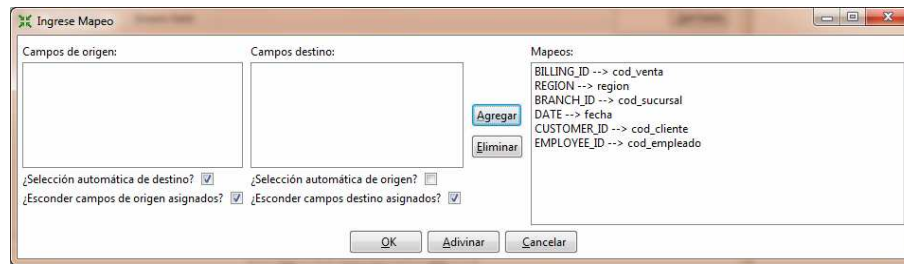 Ingrese Mapeo
Campos de origen:
Campos destino:
Mapeos:
BILLING_ID --> cod_venta
REGION --> region
BRANCH_ID --> cod_sucursal
DATE --> fecha
CUSTOMER_ID --> cod_cliente
EMPLOYEE_ID --> cod_empleado
Agregar
Eliminar
¿Selección automática de destino?
¿Selección automática de origen?
¿Esconder campos de origen asignados?
¿Esconder campos destino asignados?
OK
Adivinar
Cancelar